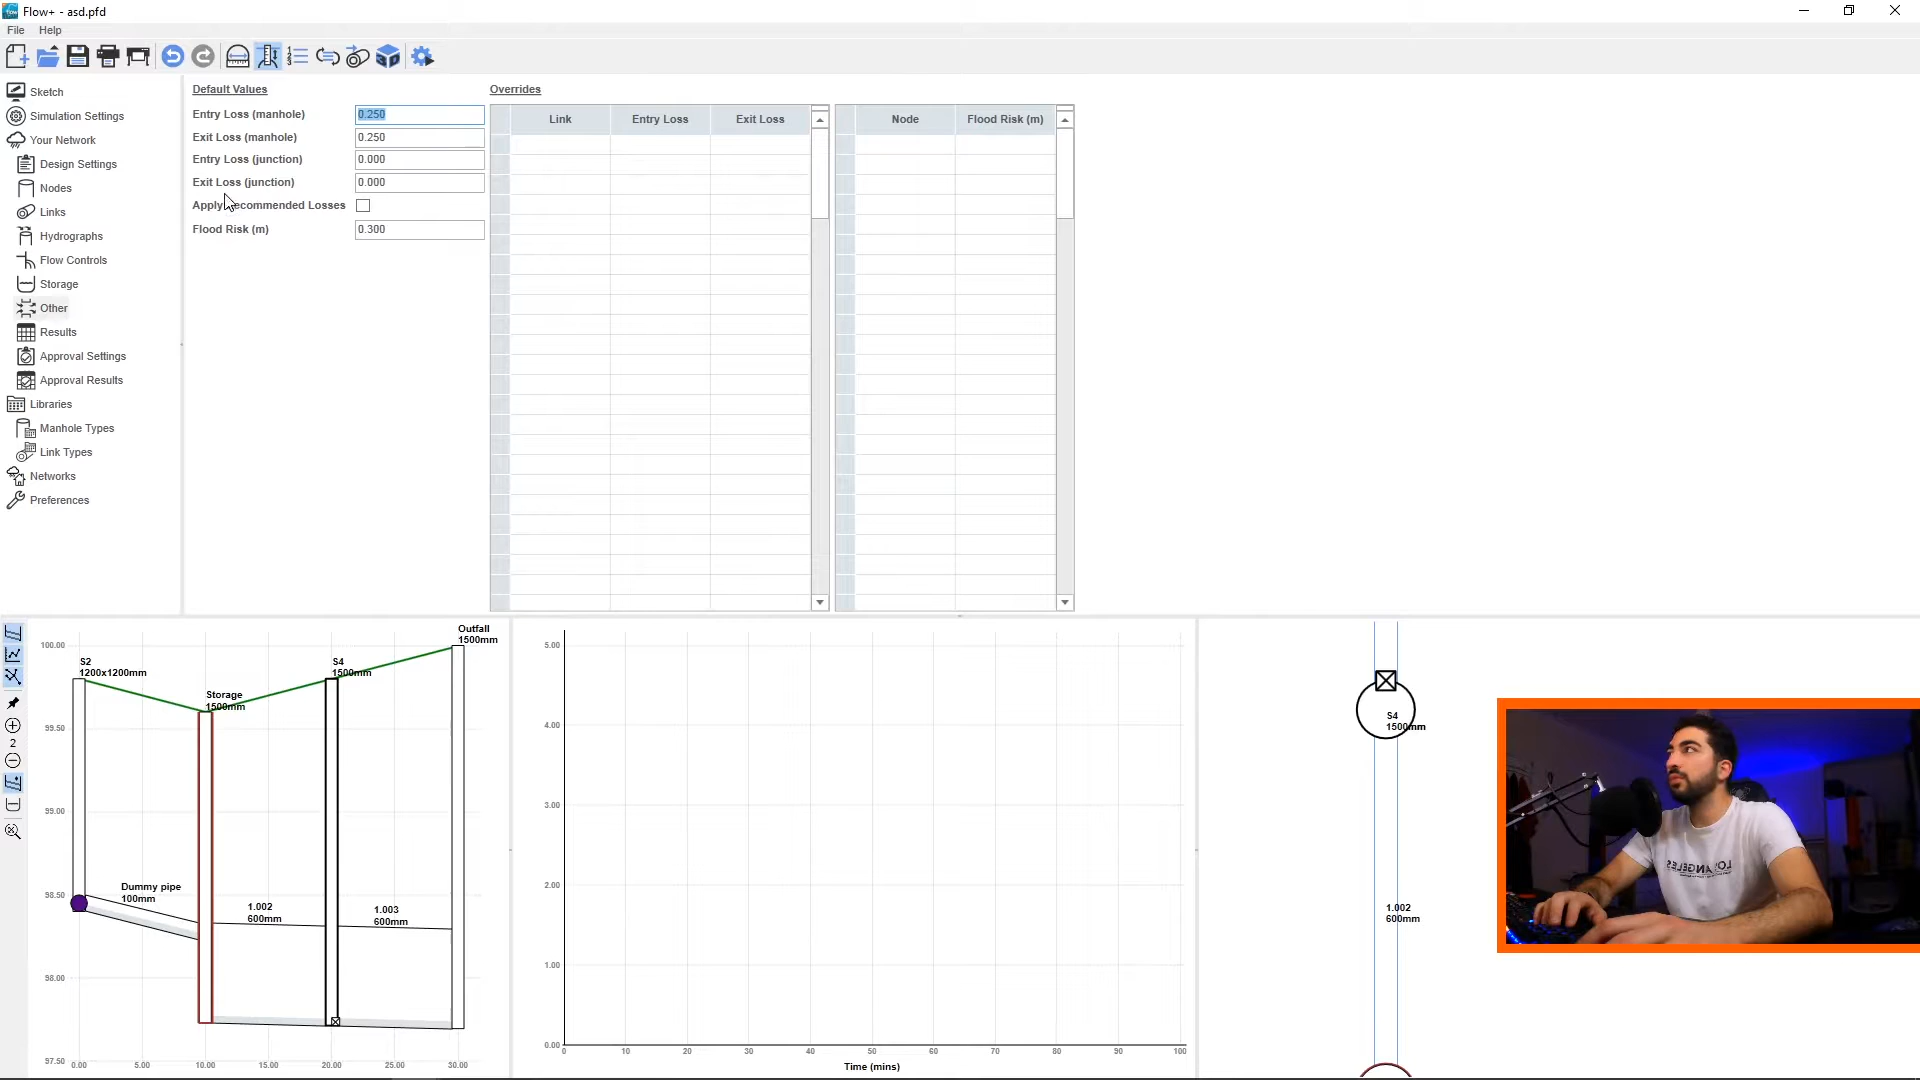 Flow+ - asd.pfd
File Help
Sketch
Simulation Settings
Your Network
Design Settings
Nodes
Links
Hydrographs
Flow Controls
Storage
Other
Results
Approval Settings
Approval Results
Libraries
Manhole Types
Link Types
Networks
Preferences
Default Values
Entry Loss (manhole) 0.250
Exit Loss (manhole) 0.250
Entry Loss (junction) 0.000
Exit Loss (junction) 0.000
Apply Recommended Losses
Flood Risk (m) 0.300
Overrides
Link Entry Loss Exit Loss
Node Flood Risk (m)
2
100.00
99.50
99.00
98.50
98.00
97.50
0.00 5.00 10.00 15.00 20.00 25.00 30.00
S2
1200x1200mm
Storage
1500mm
S4
1500mm
Outfall
1500mm
Dummy pipe
100mm
1.002
600mm
1.003
600mm
5.00
4.00
3.00
2.00
1.00
0.00
0 10 20 30 40 50 60 70 80 90 100
Time (mins)
S4
1500mm
1.002
600mm
LOS ANGELES